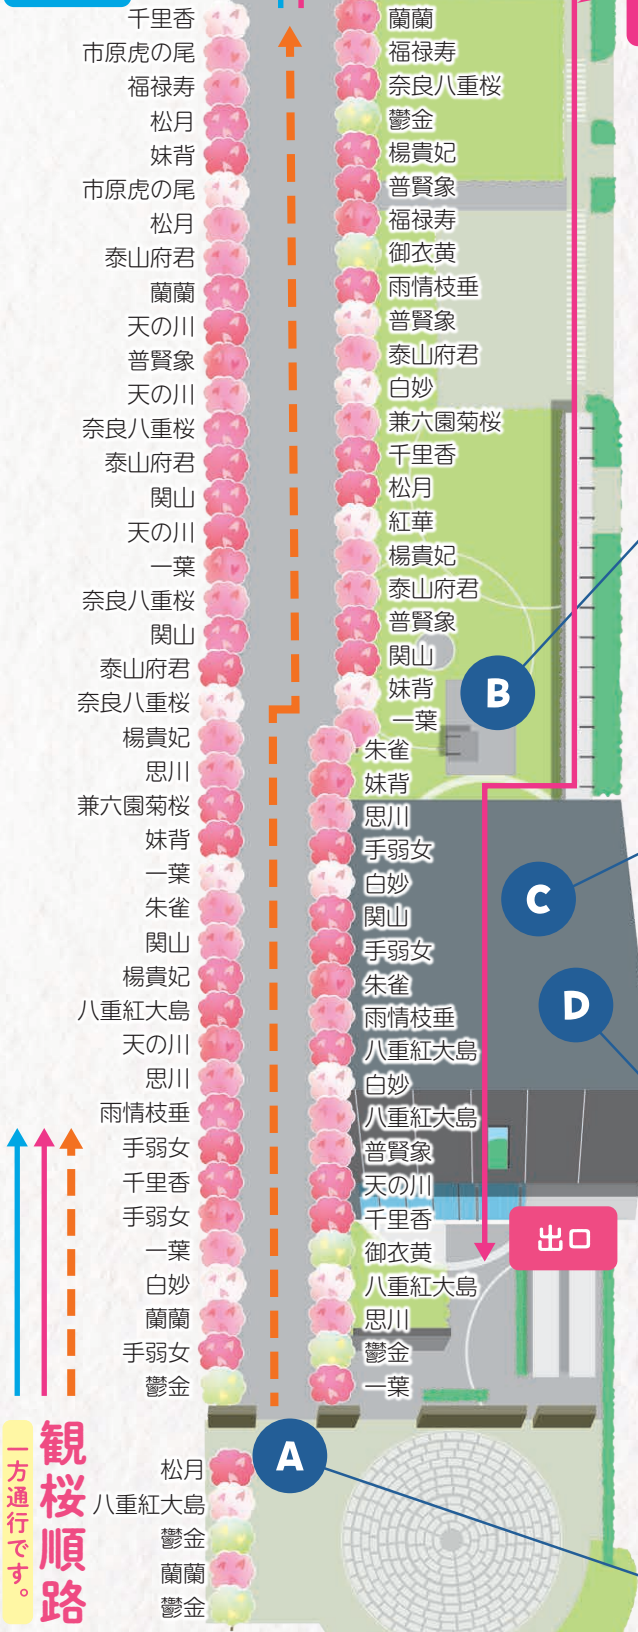 千里香
市原虎の尾
福禄寿
松月
妹背
市原虎の尾
松月
泰山府君
蘭蘭
天の川
普賢象
天の川
奈良八重桜
泰山府君
関山
天の川
一葉
奈良八重桜
関山
泰山府君
奈良八重桜
楊貴妃
思川
兼六園菊桜
妹背
一葉
朱雀
関山
楊貴妃
八重紅大島
天の川
思川
雨情枝垂
手弱女
千里香
手弱女
一葉
白妙
蘭蘭
手弱女
鬱金
松月
八重紅大島
鬱金
蘭蘭
鬱金
蘭蘭
福禄寿
奈良八重桜
鬱金
楊貴妃
普賢象
福禄寿
御衣黄
雨情枝垂
普賢象
泰山府君
白妙
兼六園菊桜
千里香
松月
紅華
楊貴妃
泰山府君
普賢象
関山
妹背
一葉
朱雀
妹背
思川
手弱女
白妙
関山
手弱女
朱雀
雨情枝垂
八重紅大島
白妙
八重紅大島
普賢象
天の川
千里香
御衣黄
八重紅大島
思川
鬱金
一葉
B
C
D
出口
A
観桜順路
一方通行です。